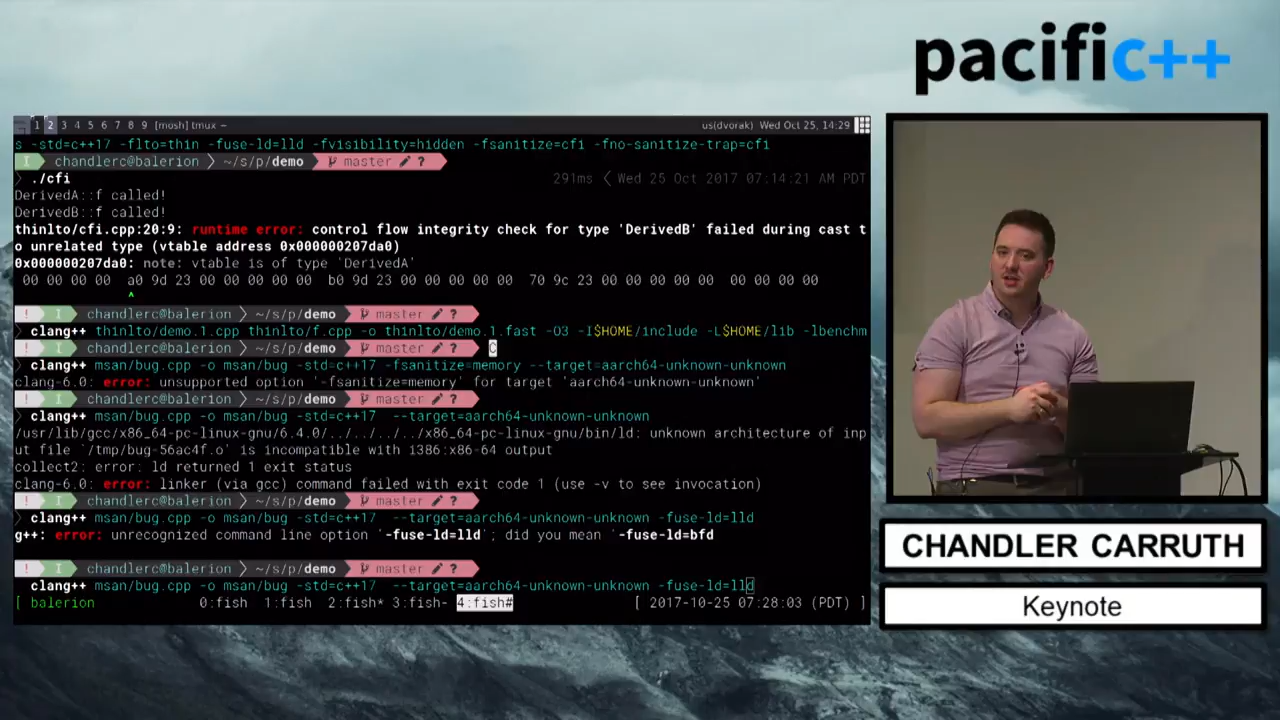 pacific++
1 2 3 4 5 6 7 8 9 [mosh] tmux ~ us(dvorak) Wed Oct 25, 14:29
s -std=c++17 -flto=thin -fuse-ld=lld -fvisibility=hidden -fsanitize=cfi -fno-sanitize-trap=cfi
I chandlerc@balerion ~/s/p/demo master ?
./cfi 291ms Wed 25 Oct 2017 07:14:21 AM PDT
DerivedA::f called!
DerivedB::f called!
thinlto/cfi.cpp:20:9: runtime error: control flow integrity check for type 'DerivedB' failed during cast t
o unrelated type (vtable address 0x000000207da0)
0x000000207da0: note: vtable is of type 'DerivedA'
00 00 00 00 a0 9d 23 00 00 00 00 00 b0 9d 23 00 00 00 00 00 70 9c 23 00 00 00 00 00
^
! I chandlerc@balerion ~/s/p/demo master ?
clang++ thinlto/demo.1.cpp thinlto/f.cpp -o thinlto/demo.1.fast -O3 -I$HOME/include -L$HOME/lib -lbenchm
! I chandlerc@balerion ~/s/p/demo master ? C
clang++ msan/bug.cpp -o msan/bug -std=c++17 -fsanitize=memory --target=aarch64-unknown-unknown
clang-6.0: error: unsupported option '-fsanitize=memory' for target 'aarch64-unknown-unknown'
! I chandlerc@balerion ~/s/p/demo master ?
clang++ msan/bug.cpp -o msan/bug -std=c++17 --target=aarch64-unknown-unknown
/usr/lib/gcc/x86_64-pc-linux-gnu/6.4.0/../../../../x86_64-pc-linux-gnu/bin/ld: unknown architecture of inp
ut file `/tmp/bug-56ac4f.o' is incompatible with i386:x86-64 output
collect2: error: ld returned 1 exit status
clang-6.0: error: linker (via gcc) command failed with exit code 1 (use -v to see invocation)
! I chandlerc@balerion ~/s/p/demo master ?
clang++ msan/bug.cpp -o msan/bug -std=c++17 --target=aarch64-unknown-unknown -fuse-ld=lld
g++: error: unrecognized command line option '-fuse-ld=lld'; did you mean '-fuse-ld=bfd
! I chandlerc@balerion ~/s/p/demo master ?
clang++ msan/bug.cpp -o msan/bug -std=c++17 --target=aarch64-unknown-unknown -fuse-ld=lld
[ balerion 0:fish 1:fish 2:fish* 3:fish- 4:fish# [ 2017-10-25 07:28:03 (PDT) ]
CHANDLER CARRUTH
Keynote